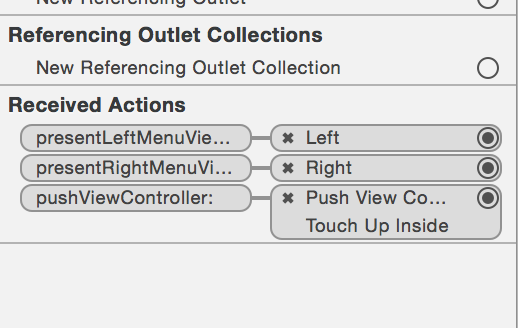 New Referencing Outlet
Referencing Outlet Collections
New Referencing Outlet Collection
Received Actions
presentLeftMenuVie... Left
presentRightMenuVi... Right
pushViewController: Push View Co...
Touch Up Inside